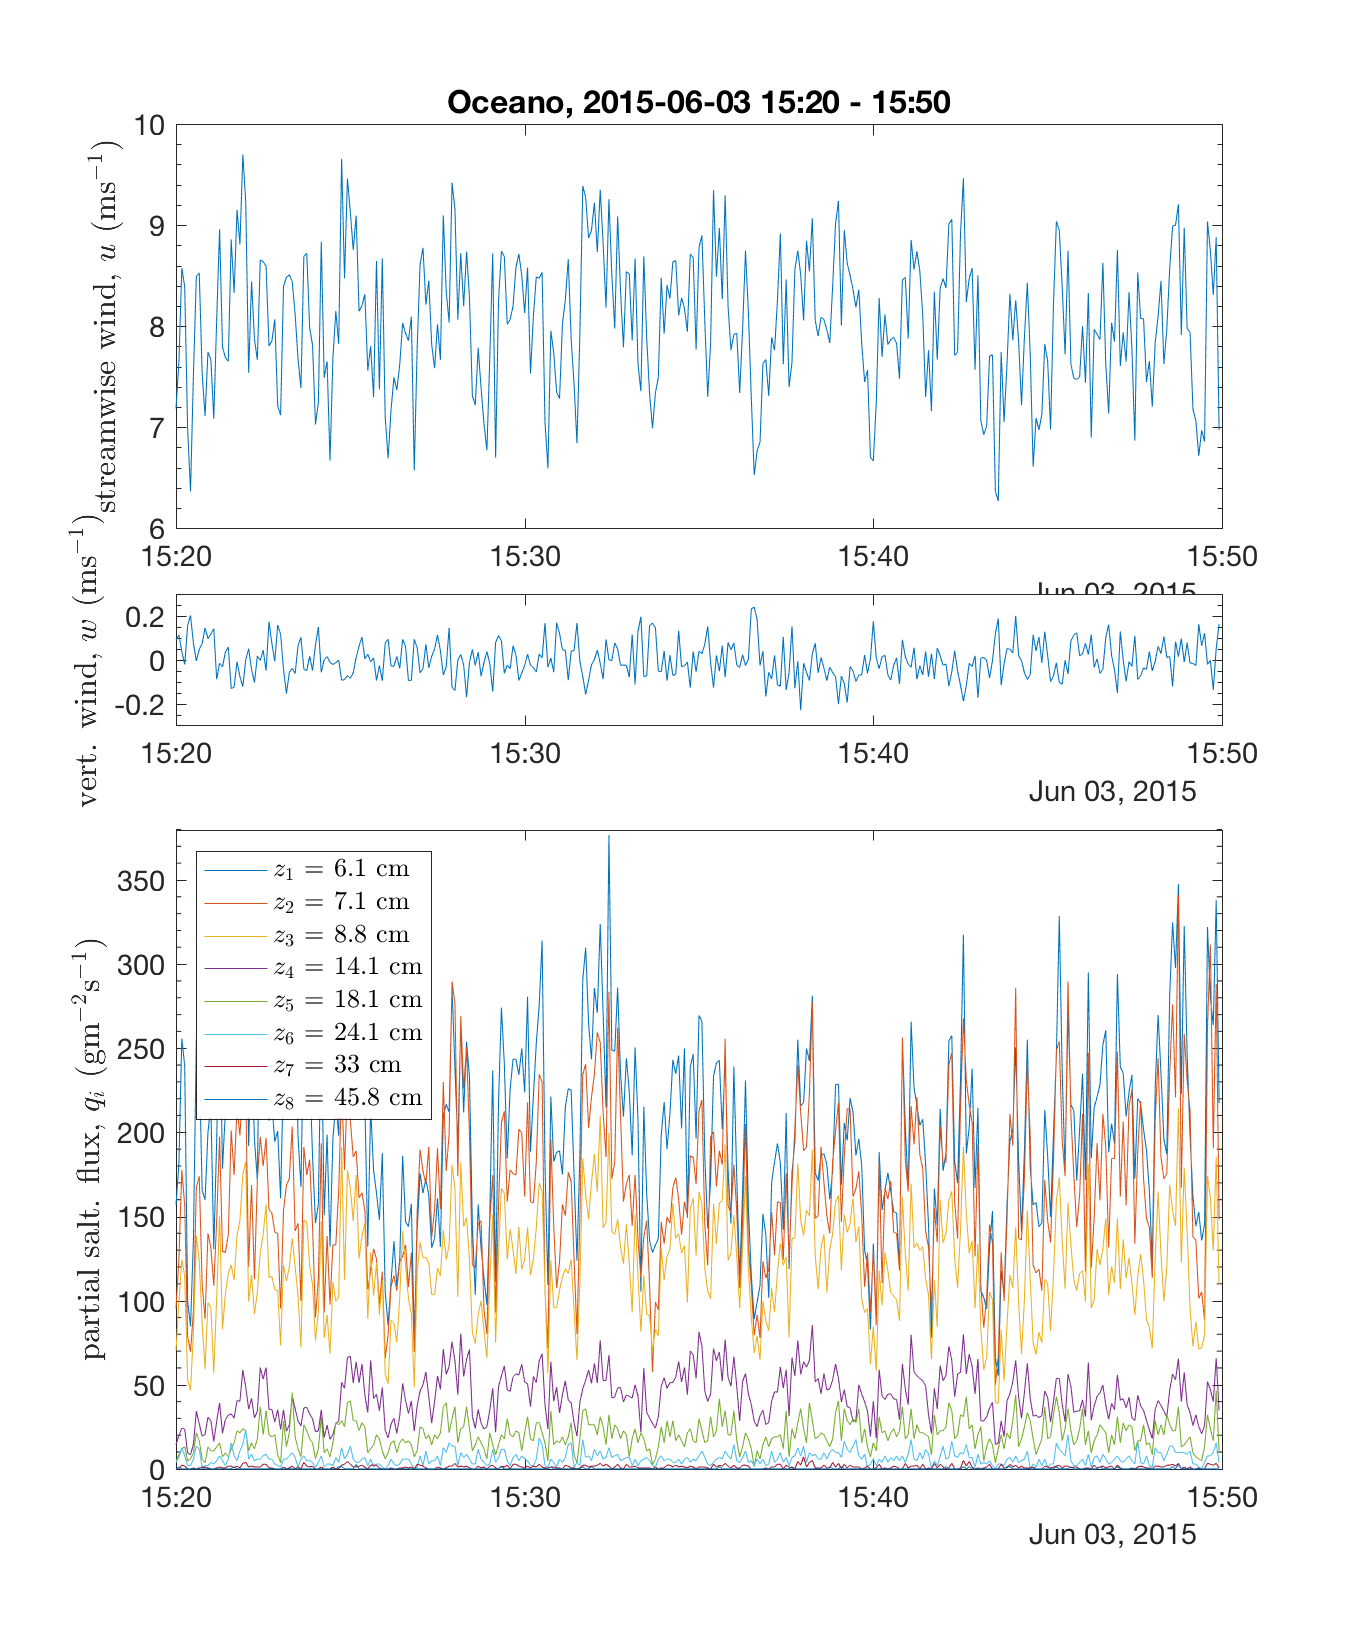 Oceano, 2015-06-03 15:20 - 15:50
streamwise wind, u (ms⁻¹)
10
9
8
7
6
15:20 15:30 15:40 15:50
Jun 03, 2015
vert. wind, w (ms⁻¹)
0.2
0
-0.2
15:20 15:30 15:40 15:50
Jun 03, 2015
partial salt. flux, qᵢ (gm⁻²s⁻¹)
350
300
250
200
150
100
50
0
z₁ = 6.1 cm
z₂ = 7.1 cm
z₃ = 8.8 cm
z₄ = 14.1 cm
z₅ = 18.1 cm
z₆ = 24.1 cm
z₇ = 33 cm
z₈ = 45.8 cm
15:20 15:30 15:40 15:50
Jun 03, 2015